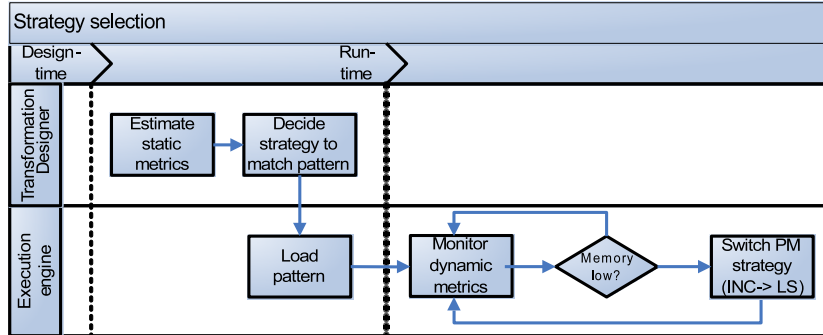 Strategy selection
Design-
time
Run-
time
Transformation
Designer
Estimate
static
metrics
Decide
strategy to
match pattern
Execution
engine
Load
pattern
Monitor
dynamic
metrics
Memory
low?
Switch PM
strategy
(INC-> LS)